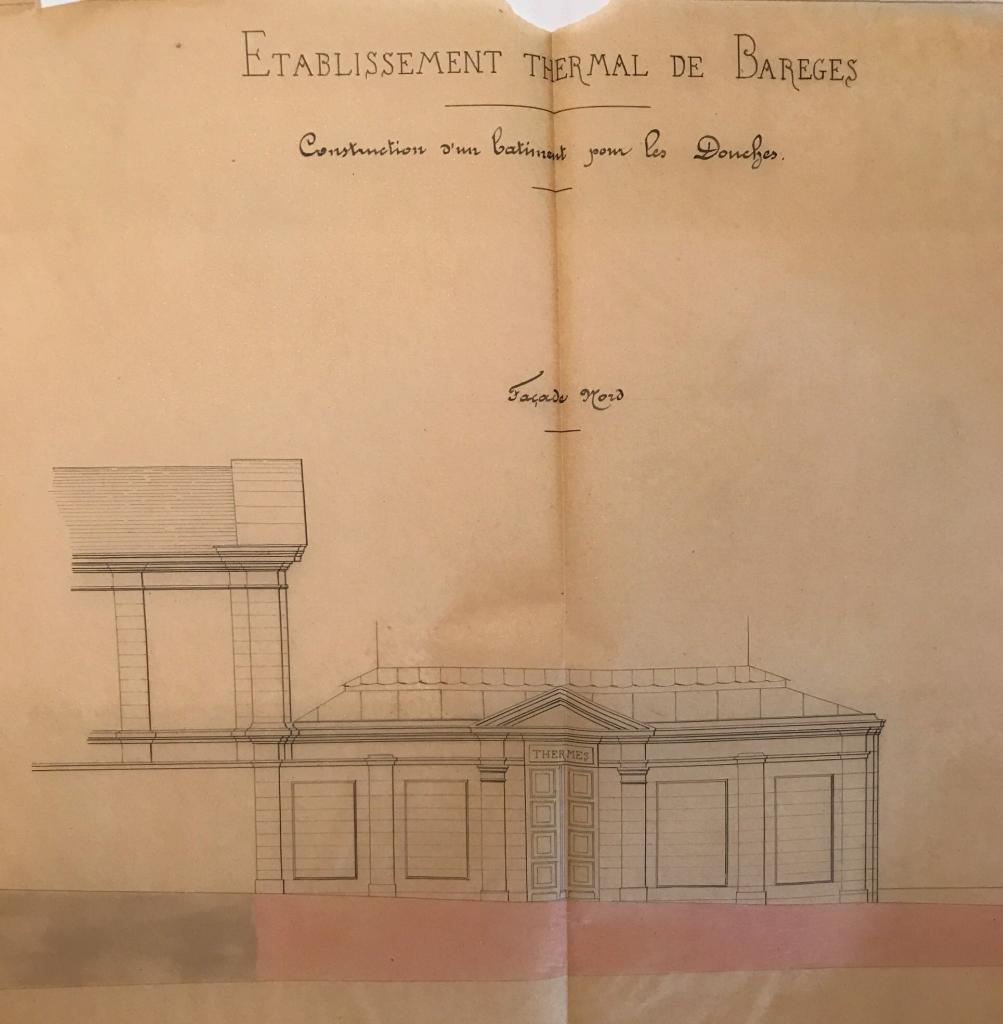 ETABLISSEMENT THERMAL DE BAREGES
Construction d'un batiment pour les Douches.
Façade Nord
THERMES